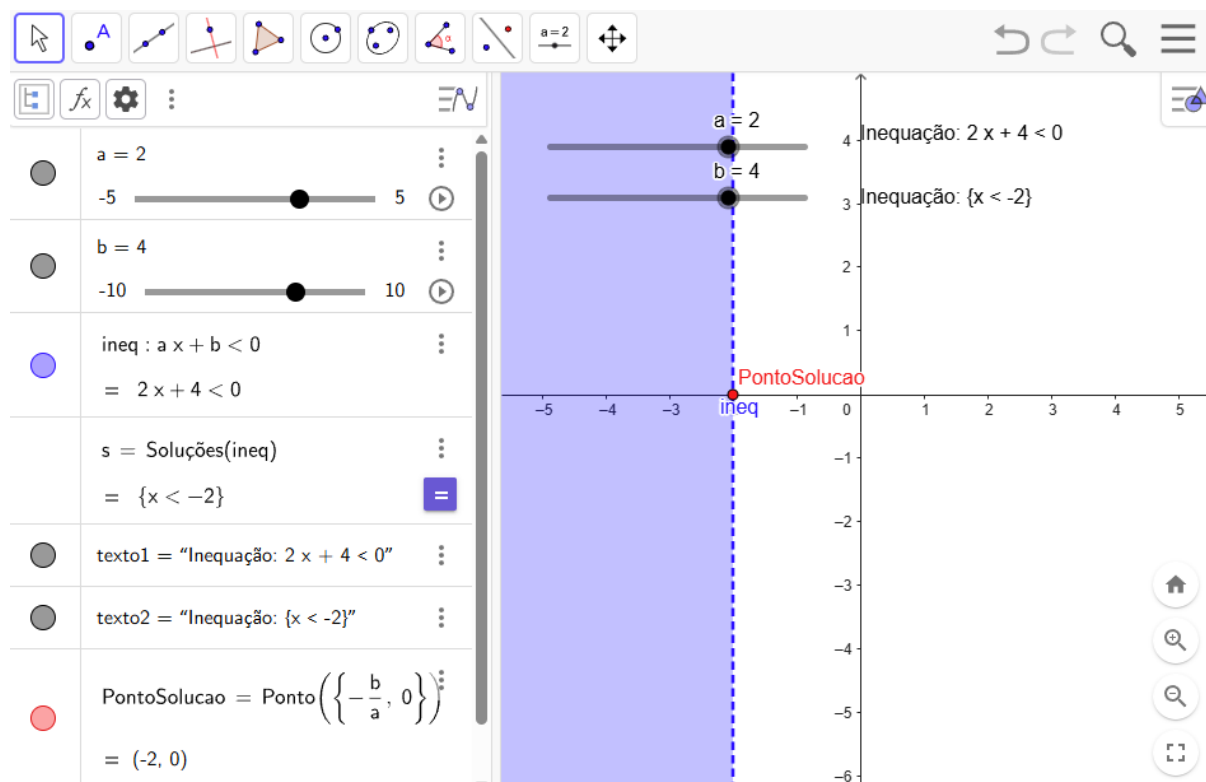 A
α
a = 2
fx
a = 2
-5
5
b = 4
-10
10
ineq : a x + b < 0
= 2 x + 4 < 0
s = Soluções(ineq)
= {x < −2}
=
texto1 = “Inequação: 2 x + 4 < 0”
texto2 = “Inequação: {x < -2}”
PontoSolucao = Ponto({−b/a, 0})
= (-2, 0)
a = 2
b = 4
Inequação: 2 x + 4 < 0
Inequação: {x < -2}
PontoSolucao
ineq
–5
–4
–3
–1
0
1
2
3
4
5
4
3
2
1
–1
–2
–3
–4
–5
–6